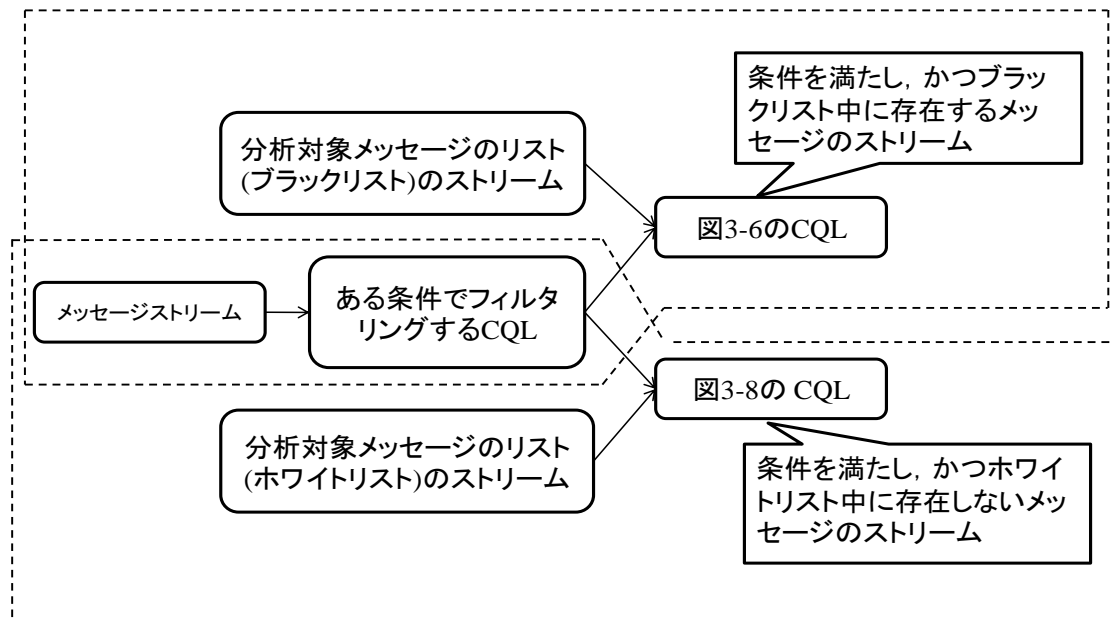 条件を満たし，かつブラッ
クリスト中に存在するメッ
セージのストリーム
分析対象メッセージのリスト
(ブラックリスト)のストリーム
図3-6のCQL
メッセージストリーム
ある条件でフィルタ
リングするCQL
図3-8の CQL
分析対象メッセージのリスト
(ホワイトリスト)のストリーム
条件を満たし，かつホワイ
トリスト中に存在しないメッ
セージのストリーム